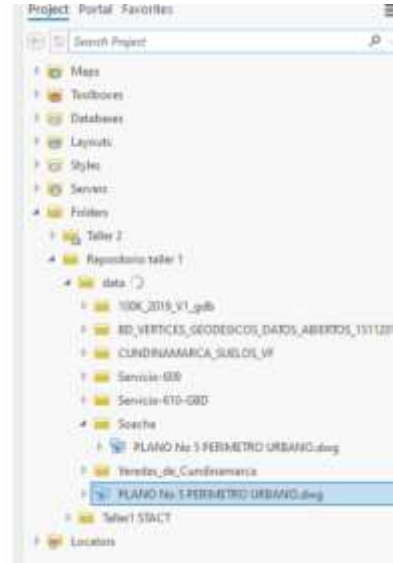 Project Portal Favorites
Search Project
Maps
Toolboxes
Databases
Layouts
Styles
Servers
Folders
Taller 2
Repositorio taller 1
data
100K_2019_V1_gdb
BD_VERTICES_GEODESICOS_DATOS_ABIERTOS_1511201
CUNDINAMARCA_SUELOS_VF
Servicio-609
Servicio-610-GBD
Soacha
PLANO No 5 PERIMETRO URBANO.dwg
Veredas_de_Cundinamarca
PLANO No 5 PERIMETRO URBANO.dwg
Taller1 STACT
Locators